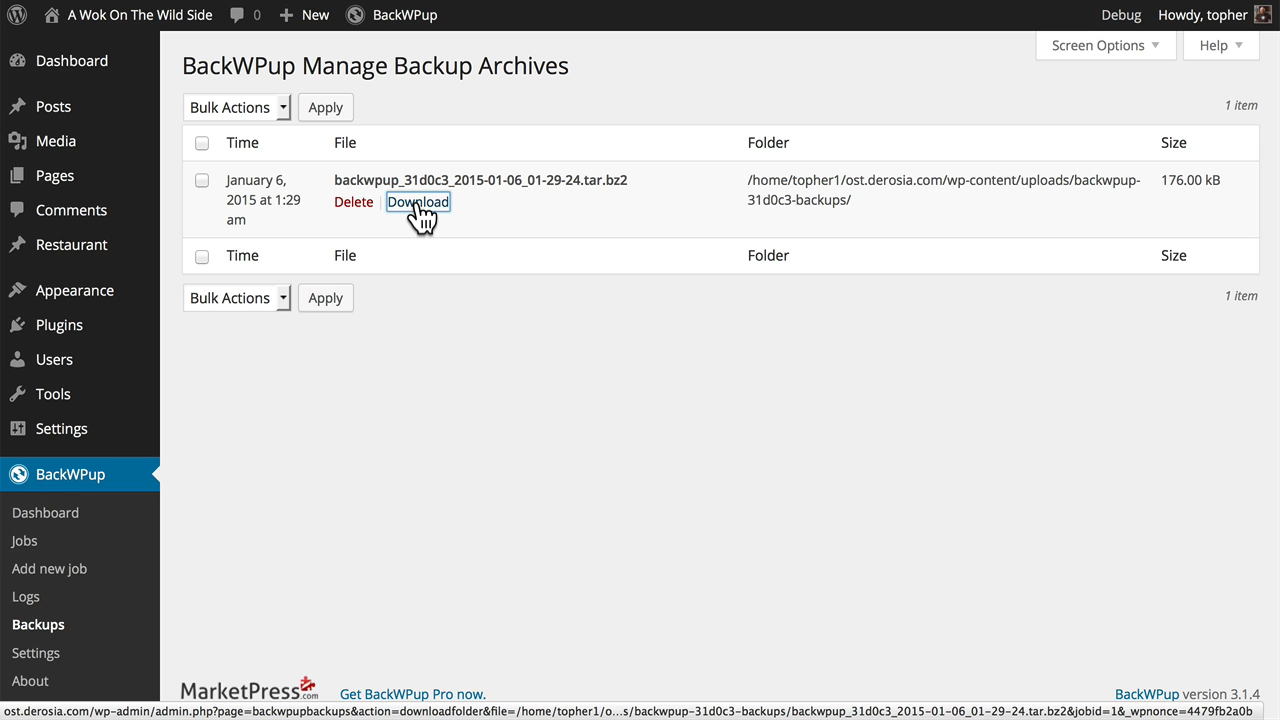 A Wok On The Wild Side
0
New
BackWPup
Debug
Howdy, topher
Dashboard
Posts
Media
Pages
Comments
Restaurant
Appearance
Plugins
Users
Tools
Settings
BackWPup
Dashboard
Jobs
Add new job
Logs
Backups
Settings
About
Screen Options
Help
BackWPup Manage Backup Archives
Bulk Actions
Apply
1 item
Time
File
Folder
Size
January 6,
2015 at 1:29
am
backwpup_31d0c3_2015-01-06_01-29-24.tar.bz2
Delete | Download
/home/topher1/ost.derosia.com/wp-content/uploads/backwpup-
31d0c3-backups/
176.00 kB
Time
File
Folder
Size
Bulk Actions
Apply
1 item
MarketPress.com
Get BackWPup Pro now.
BackWPup version 3.1.4
ost.derosia.com/wp-admin/admin.php?page=backwpupbackups&action=downloadfolder&file=/home/topher1/o...s/backwpup-31d0c3-backups/backwpup_31d0c3_2015-01-06_01-29-24.tar.bz2&jobid=1&_wpnonce=4479fb2a0b